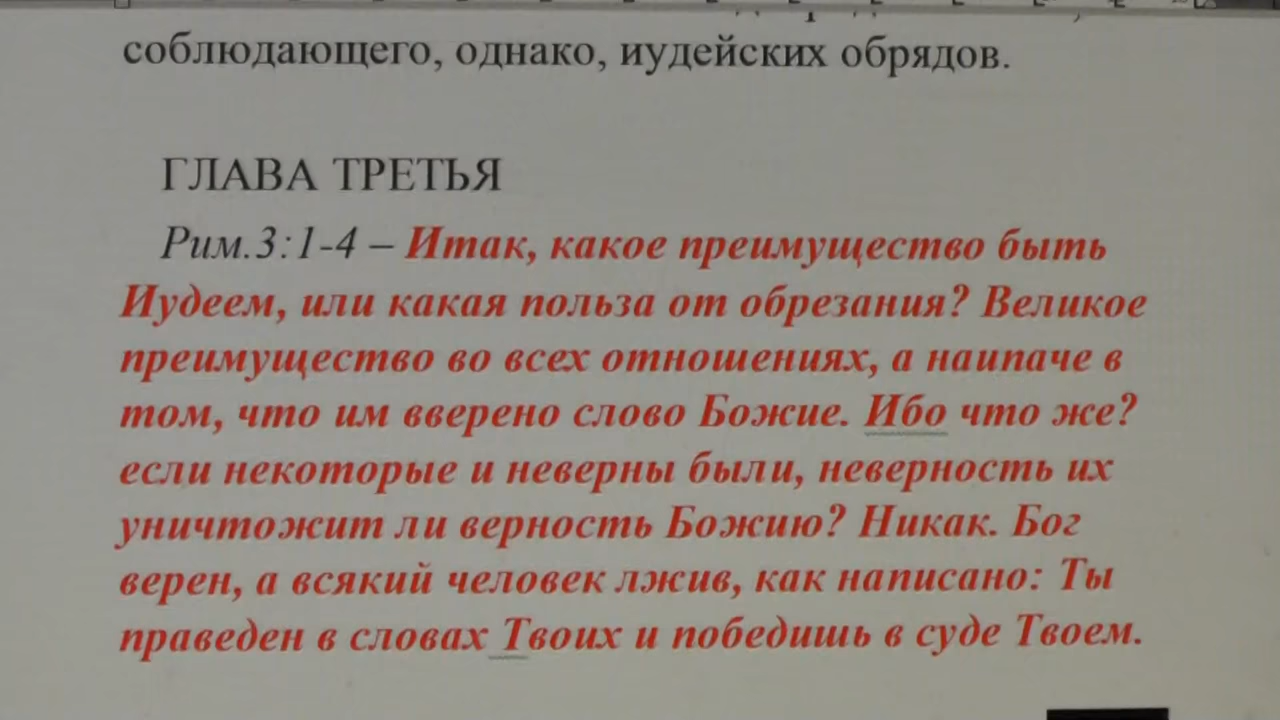 соблюдающего, однако, иудейских обрядов.
ГЛАВА ТРЕТЬЯ
Рим.3:1-4 – Итак, какое преимущество быть
Иудеем, или какая польза от обрезания? Великое
преимущество во всех отношениях, а наипаче в
том, что им вверено слово Божие. Ибо что же?
если некоторые и неверны были, неверность их
уничтожит ли верность Божию? Никак. Бог
верен, а всякий человек лжив, как написано: Ты
праведен в словах Твоих и победишь в суде Твоем.